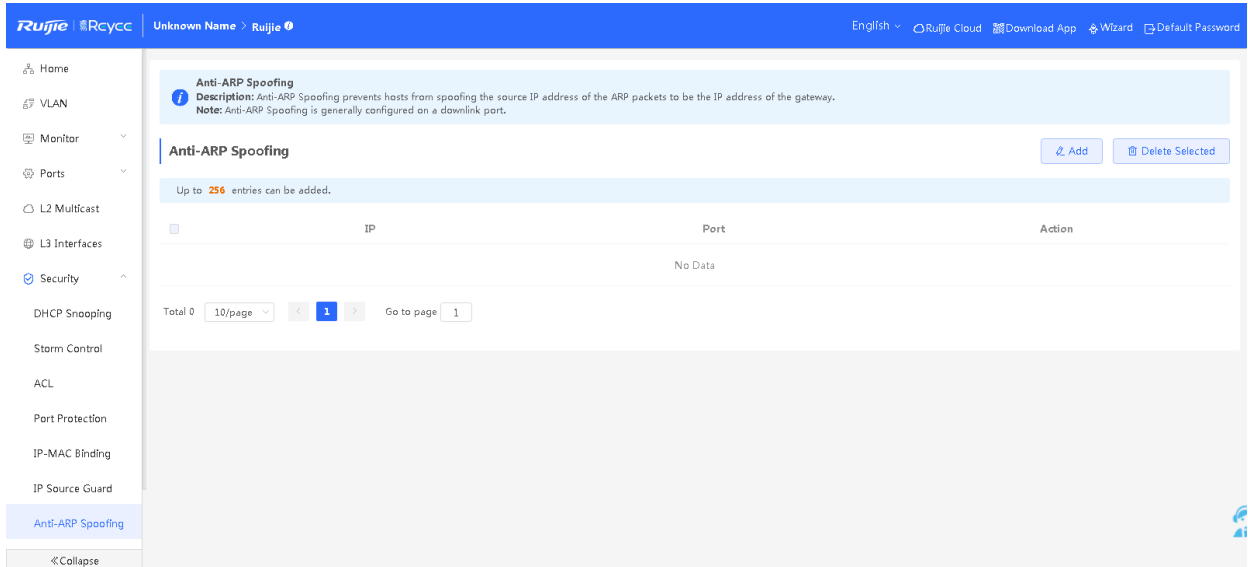 Ruijie | Rcycc Unknown Name > Ruijie English Ruijie Cloud Download App Wizard Default Password
Home
VLAN
Monitor
Ports
L2 Multicast
L3 Interfaces
Security
DHCP Snooping
Storm Control
ACL
Port Protection
IP-MAC Binding
IP Source Guard
Anti-ARP Spoofing
Collapse
Anti-ARP Spoofing
Description: Anti-ARP Spoofing prevents hosts from spoofing the source IP address of the ARP packets to be the IP address of the gateway.
Note: Anti-ARP Spoofing is generally configured on a downlink port.
Anti-ARP Spoofing Add Delete Selected
Up to 256 entries can be added.
IP Port Action
No Data
Total 0 10/page < 1 > Go to page 1